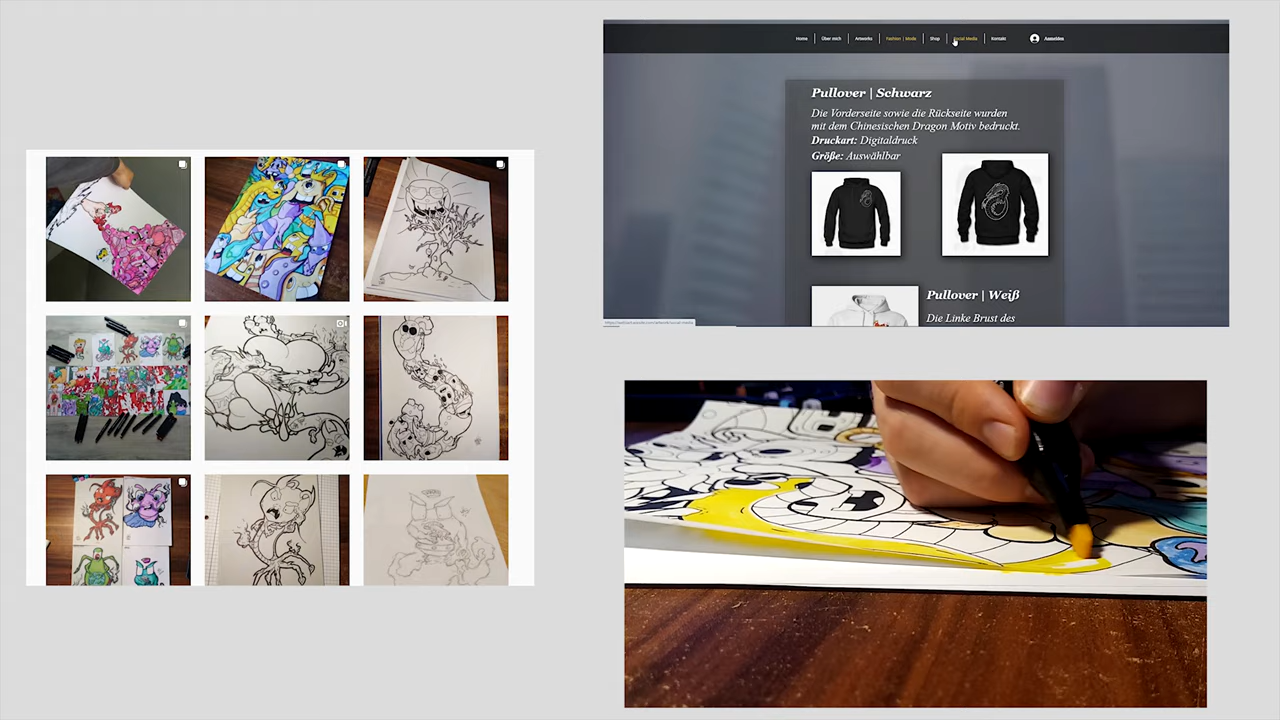 Home
Über mich
Artworks
Fashion | Mode
Shop
Social Media
Kontakt
Anmelden
Pullover | Schwarz
Die Vorderseite sowie die Rückseite wurden
mit dem Chinesischen Dragon Motiv bedruckt.
Druckart: Digitaldruck
Größe: Auswählbar
Pullover | Weiß
Die Linke Brust des